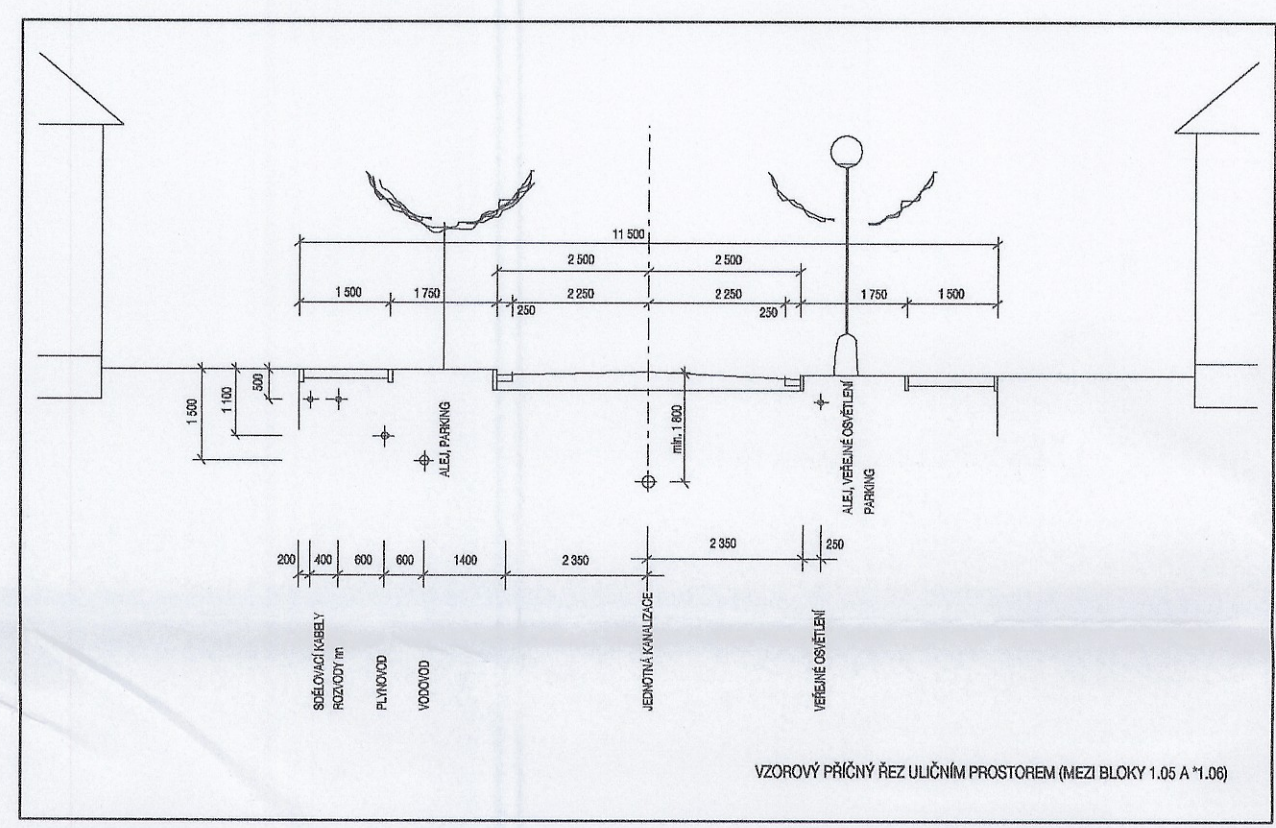 11 500
2 500 2 500
1 500 1 750 2 250 2 250 1 750 1 500
250 250
500
1 100
1 500
ALEJ, PARKING
min. 1 800
ALEJ, VEŘEJNÉ OSVĚTLENÍ
PARKING
2 350 250
200 400 600 600 1400 2 350
SDĚLOVACÍ KABELY
ROZVODY nn
PLYNOVOD
VODOVOD
JEDNOTNÁ KANALIZACE
VEŘEJNÉ OSVĚTLENÍ
VZOROVÝ PŘÍČNÝ ŘEZ ULIČNÍM PROSTOREM (MEZI BLOKY 1.05 A *1.06)